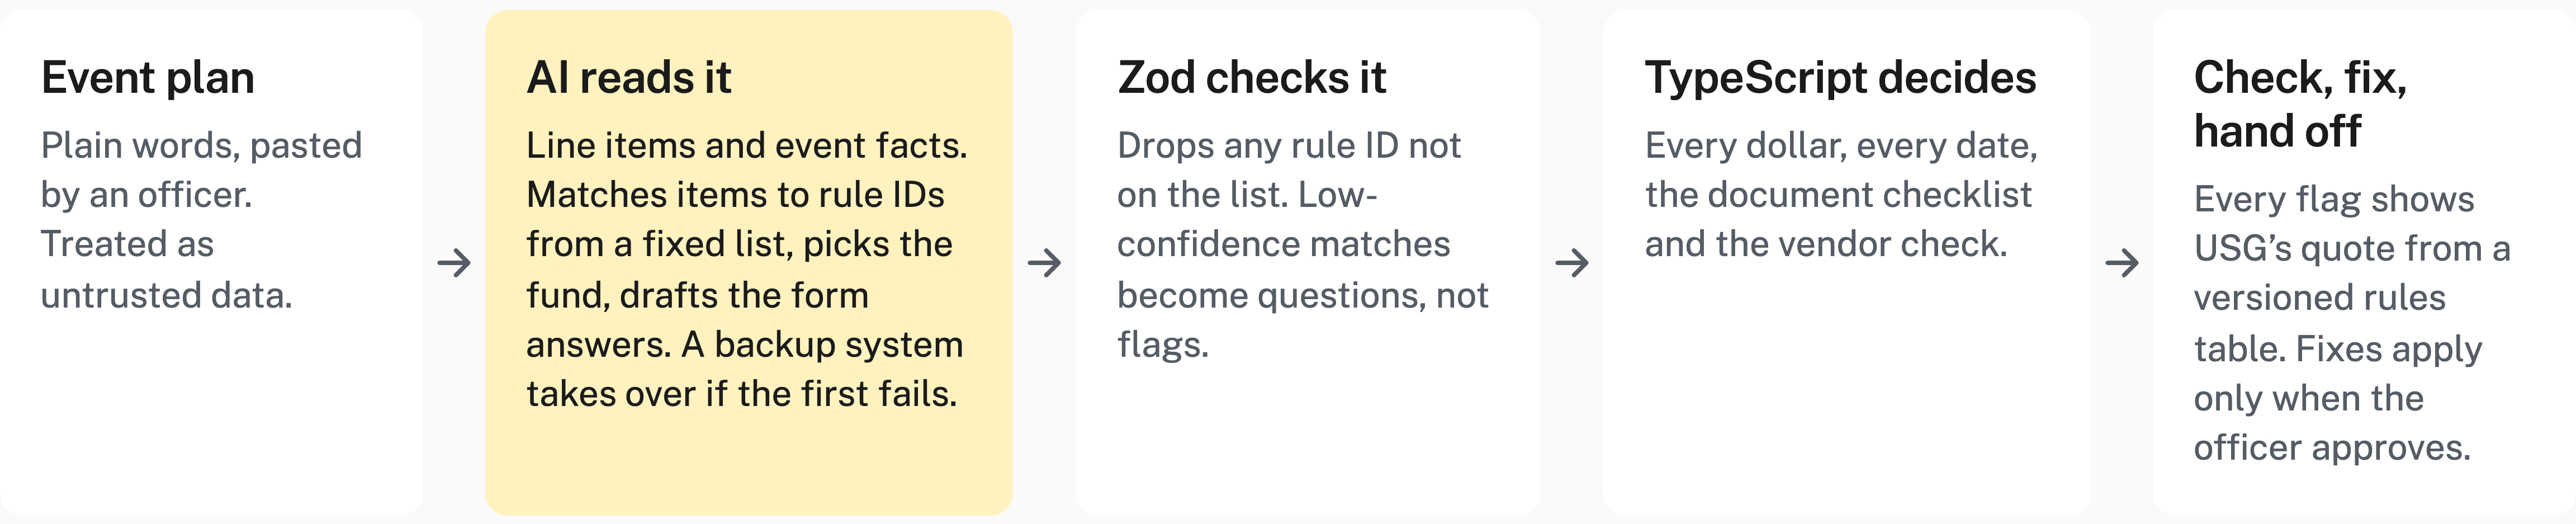 Event plan
Plain words, pasted
by an officer.
Treated as
untrusted data.
AI reads it
Line items and event facts.
Matches items to rule IDs
from a fixed list, picks the
fund, drafts the form
answers. A backup system
takes over if the first fails.
Zod checks it
Drops any rule ID not
on the list. Low-
confidence matches
become questions, not
flags.
TypeScript decides
Every dollar, every date,
the document checklist
and the vendor check.
Check, fix,
hand off
Every flag shows
USG’s quote from a
versioned rules
table. Fixes apply
only when the
officer approves.